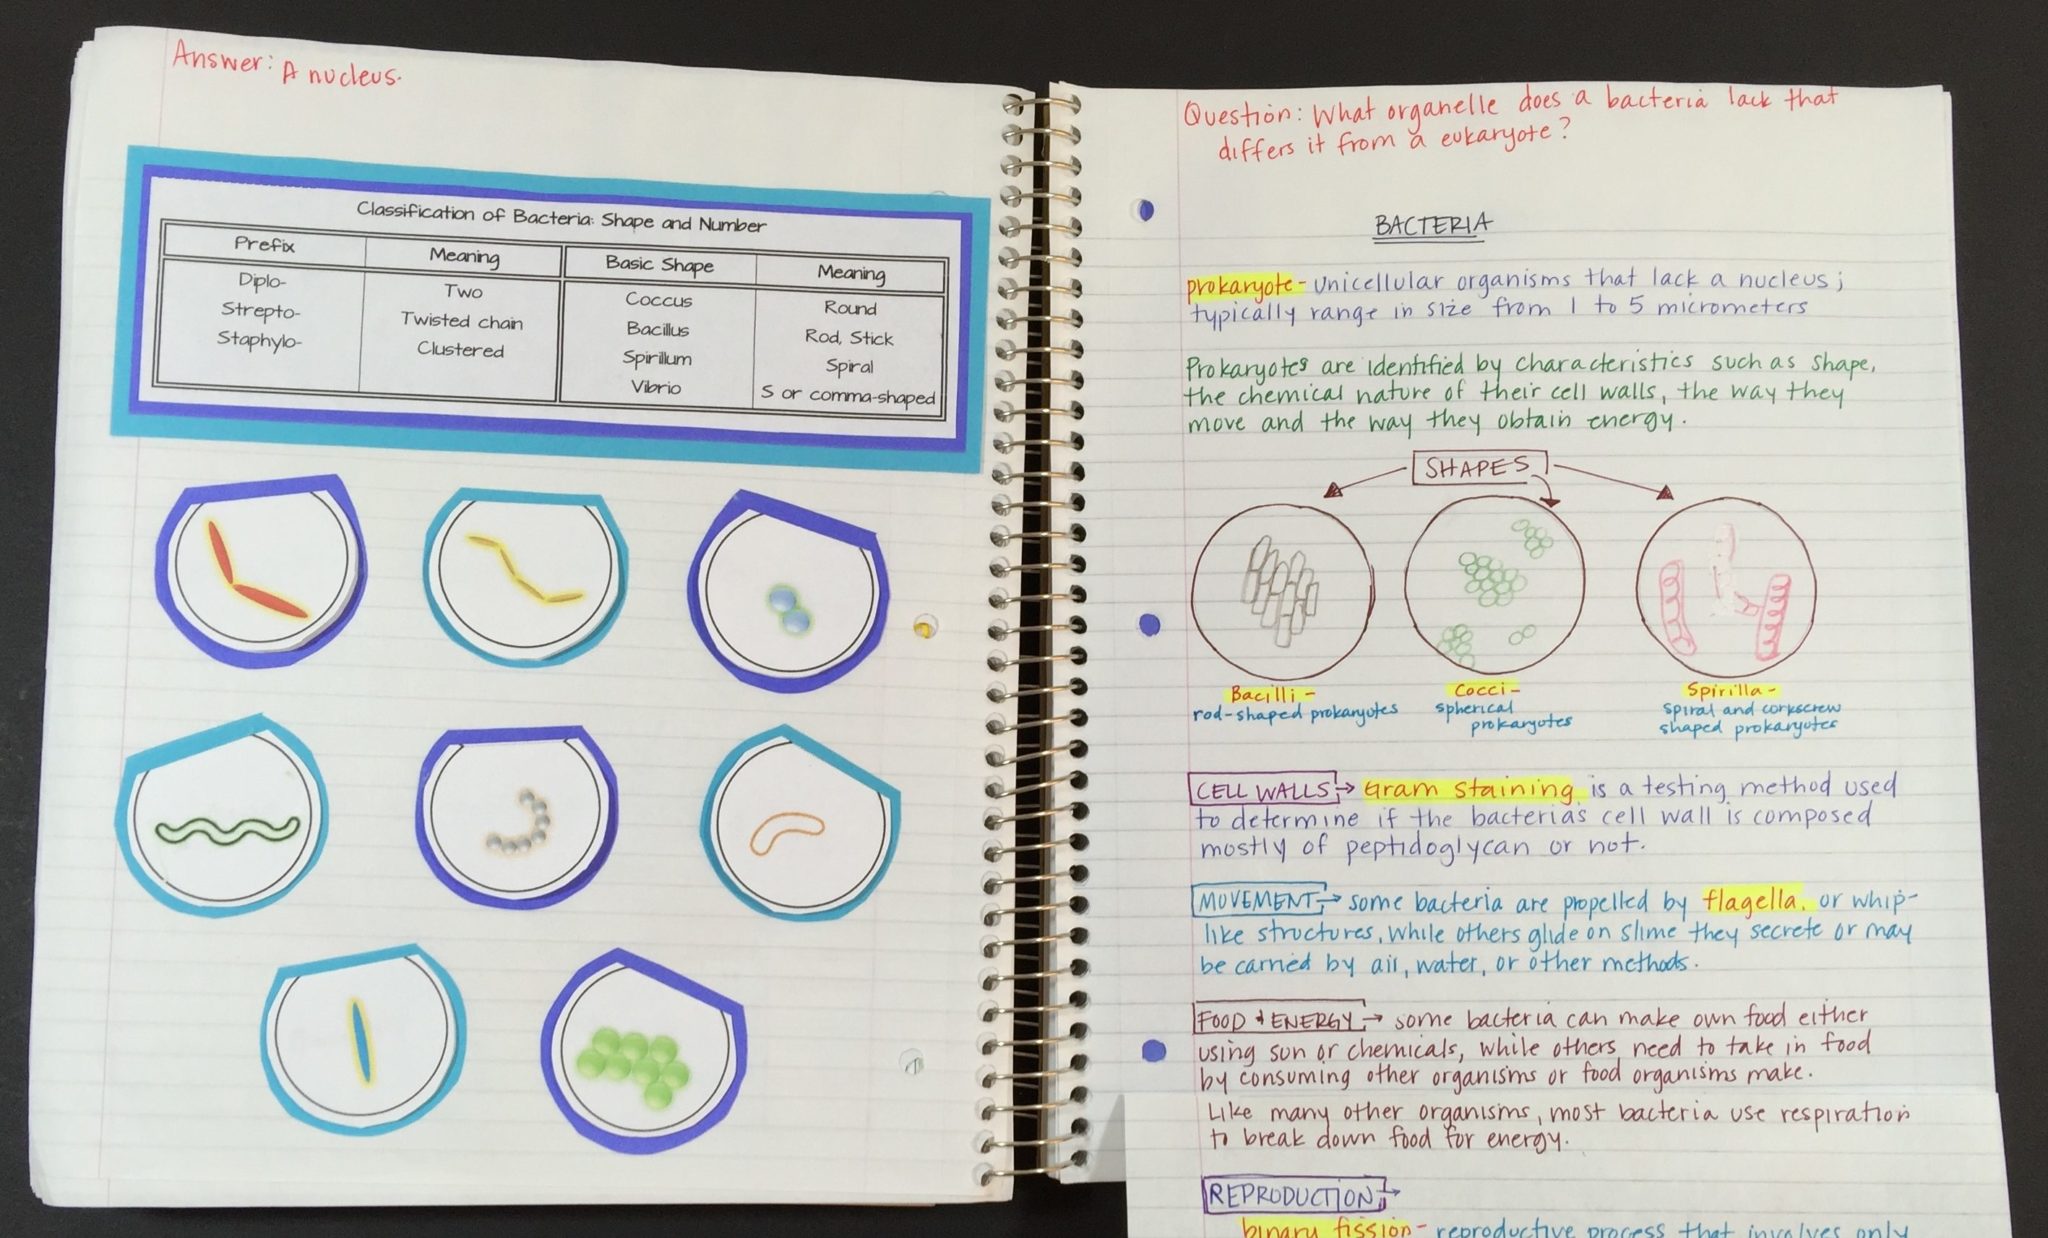 Answer: A nucleus.
Classification of Bacteria: Shape and Number
Prefix Meaning Basic Shape Meaning
Diplo- Two Coccus Round
Strepto- Twisted chain Bacillus Rod, Stick
Staphylo- Clustered Spirillum Spiral
Vibrio S or comma-shaped
Question: What organelle does a bacteria lack that
differs it from a eukaryote?
BACTERIA
prokaryote - unicellular organisms that lack a nucleus;
typically range in size from 1 to 5 micrometers
Prokaryotes are identified by characteristics such as shape,
the chemical nature of their cell walls, the way they
move and the way they obtain energy.
SHAPES
Bacilli -
rod-shaped prokaryotes
Cocci -
spherical
prokaryotes
Spirilla -
spiral and corkscrew
shaped prokaryotes
CELL WALLS → Gram staining is a testing method used
to determine if the bacterias cell wall is composed
mostly of peptidoglycan or not.
MOVEMENT → some bacteria are propelled by flagella, or whip-
like structures, while others glide on slime they secrete or may
be carried by air, water, or other methods.
FOOD + ENERGY → some bacteria can make own food either
using sun or chemicals, while others need to take in food
by consuming other organisms or food organisms make.
Like many other organisms, most bacteria use respiration
to break down food for energy.
REPRODUCTION →
binary fission - reproductive process that involves only